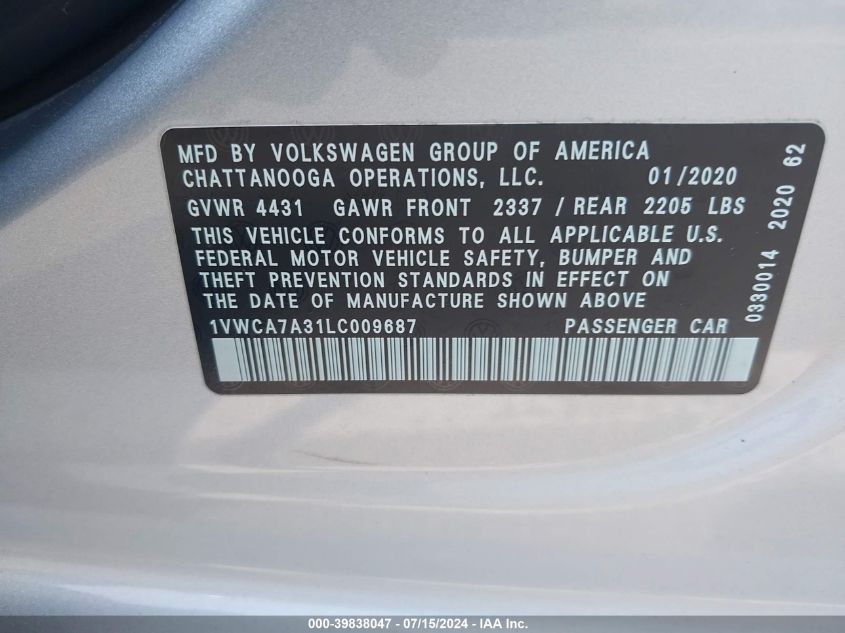 MFD BY VOLKSWAGEN GROUP OF AMERICA
CHATTANOOGA OPERATIONS, LLC. 01/2020
GVWR 4431 GAWR FRONT 2337 / REAR 2205 LBS
THIS VEHICLE CONFORMS TO ALL APPLICABLE U.S.
FEDERAL MOTOR VEHICLE SAFETY, BUMPER AND
THEFT PREVENTION STANDARDS IN EFFECT ON
THE DATE OF MANUFACTURE SHOWN ABOVE
1VWCA7A31LC009687 PASSENGER CAR
0330014 2020 62
000-39838047 - 07/15/2024 - IAA Inc.